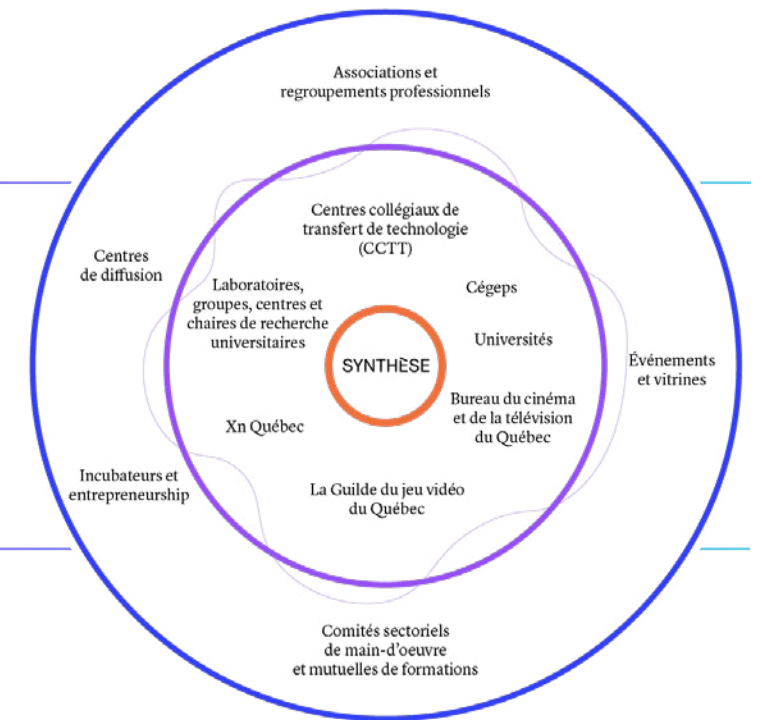 Associations et
regroupements professionnels
Centres collégiaux de
transfert de technologie
(CCTT)
Centres
de diffusion
Laboratoires,
groupes, centres et
chaires de recherche
universitaires
Cégeps
Universités
SYNTHÈSE
Événements
et vitrines
Bureau du cinéma
et de la télévision
du Québec
Xn Québec
Incubateurs et
entrepreneurship
La Guilde du jeu vidéo
du Québec
Comités sectoriels
de main-d'oeuvre
et mutuelles de formations